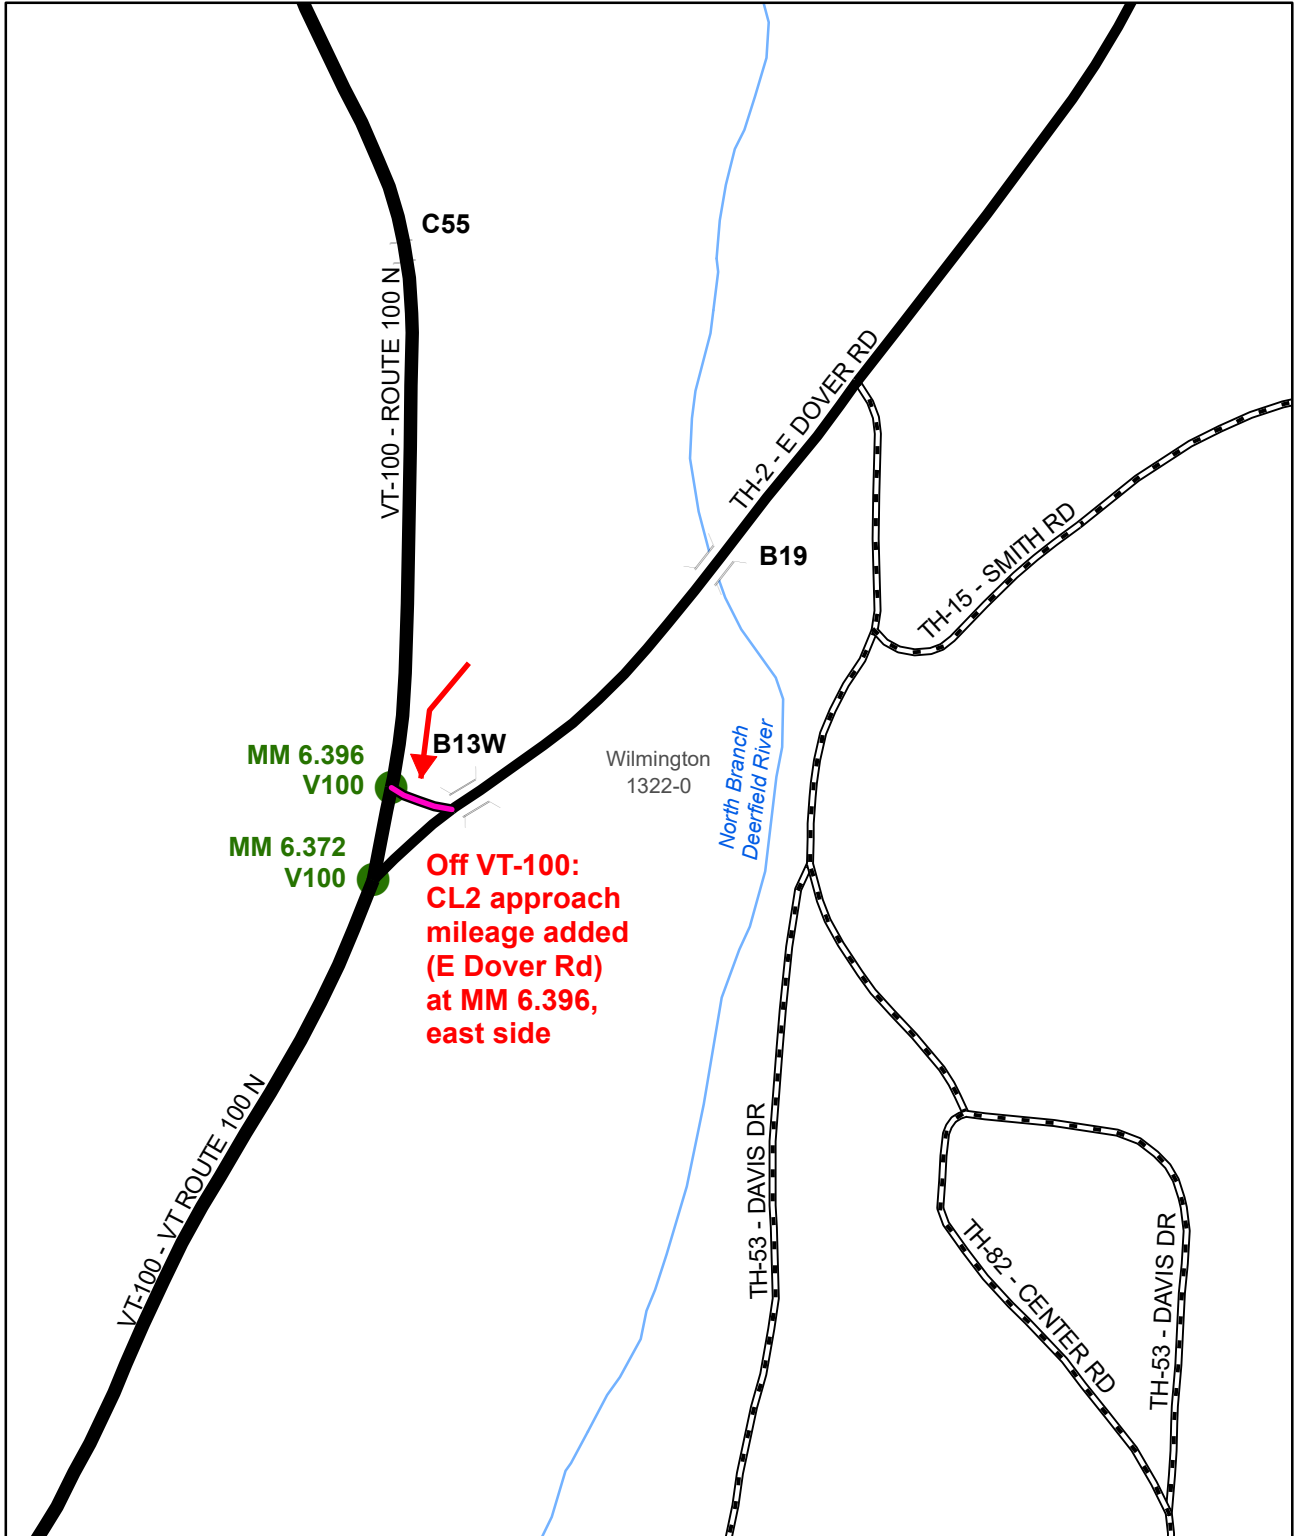 C55
VT-100 - ROUTE 100 N
TH-2 - E DOVER RD
B19
TH-15 - SMITH RD
B13W
MM 6.396
V100
Wilmington
1322-0
North Branch
Deerfield River
MM 6.372
V100
Off VT-100:
CL2 approach
mileage added
(E Dover Rd)
at MM 6.396,
east side
VT-100 - VT ROUTE 100 N
TH-53 - DAVIS DR
TH-82 - CENTER RD
TH-53 - DAVIS DR